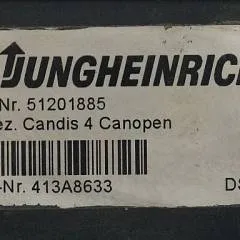 JUNGHEINRICH
Nr. 51201885
ez. Candis 4 Canopen
-Nr. 413A8633 DS